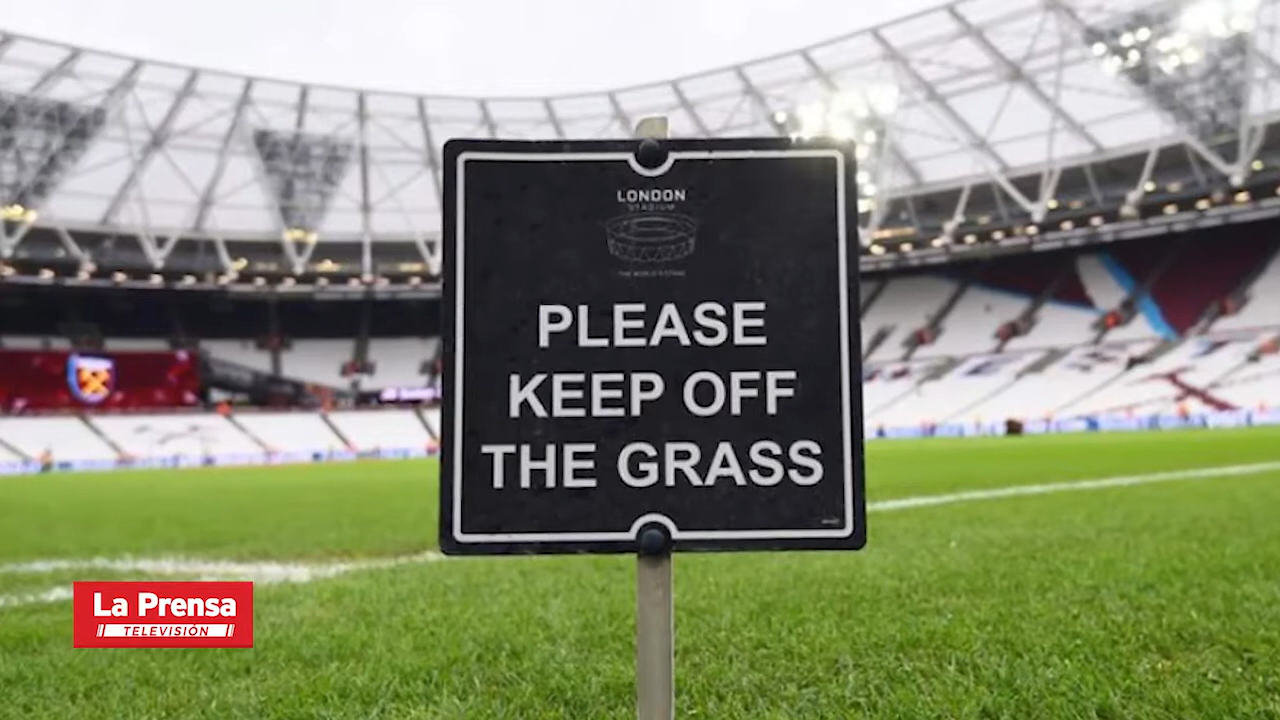 LONDON
STADIUM
PLEASE
KEEP OFF
THE GRASS
La Prensa
TELEVISIÓN